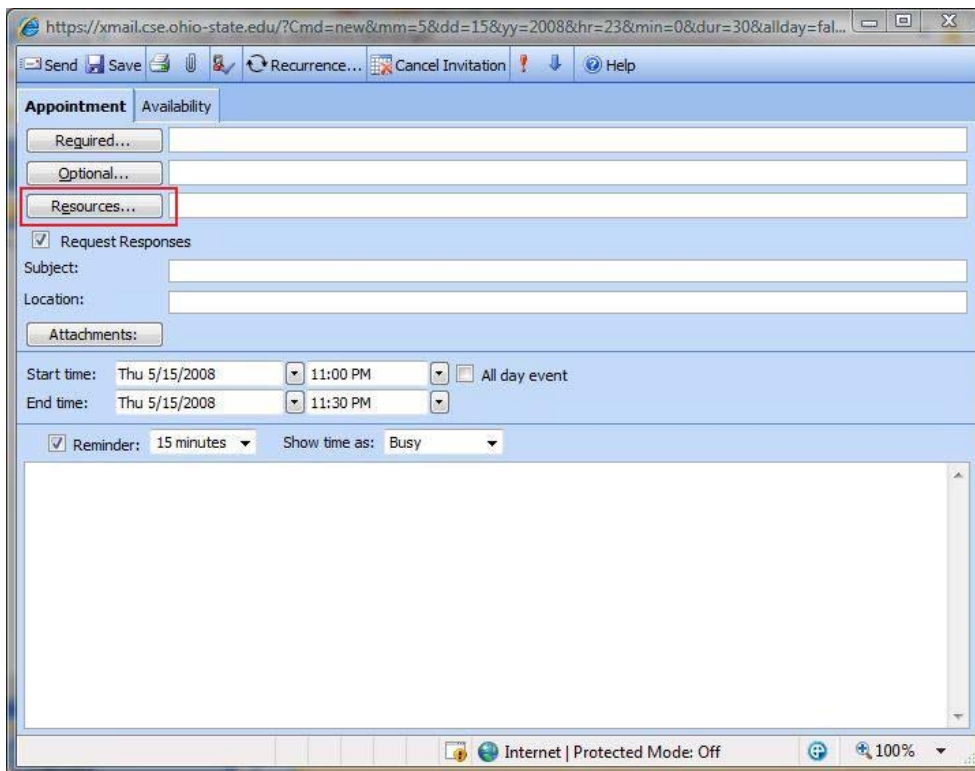 https://xmail.cse.ohio-state.edu/?Cmd=new&mm=5&dd=15&yy=2008&hr=23&min=0&dur=30&allday=fal...
Send Save Recurrence... Cancel Invitation Help
Appointment Availability
Required...
Optional...
Resources...
Request Responses
Subject:
Location:
Attachments:
Start time: Thu 5/15/2008 11:00 PM All day event
End time: Thu 5/15/2008 11:30 PM
Reminder: 15 minutes Show time as: Busy
Internet | Protected Mode: Off 100%